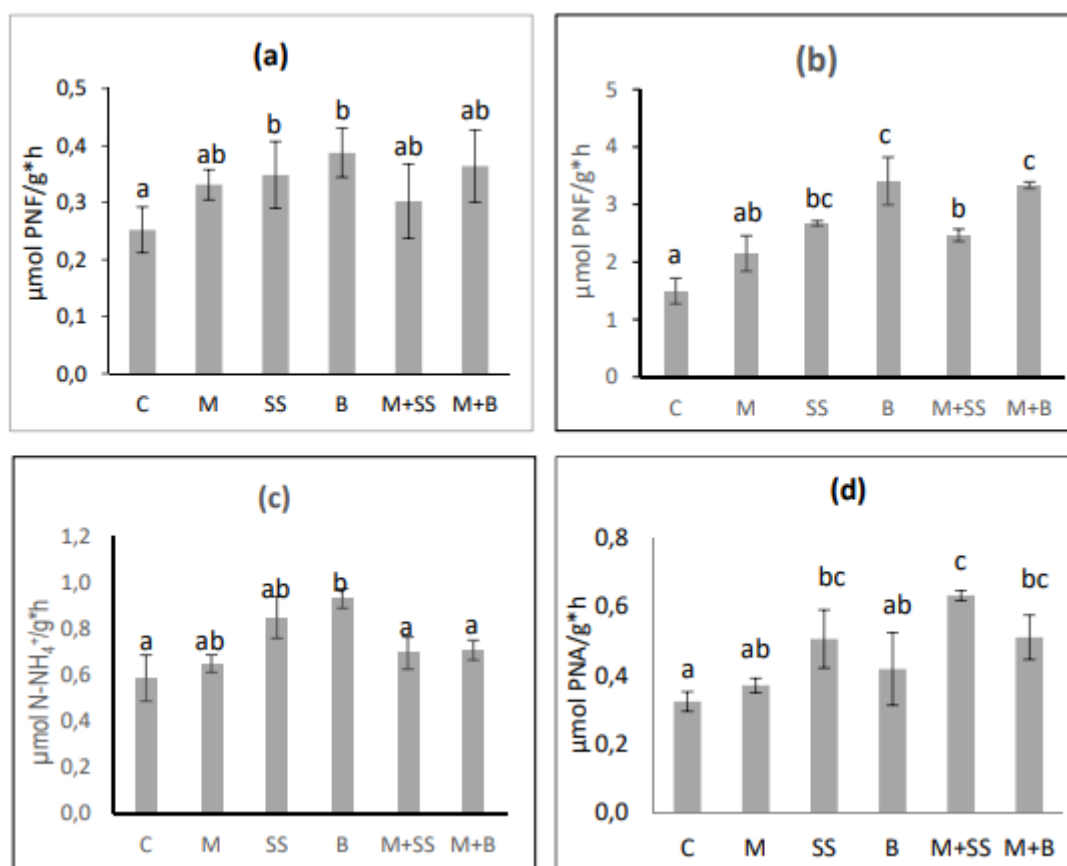 (a)
µmol PNF/g*h
0,5
0,4
0,3
0,2
0,1
0,0
a
ab
b
b
ab
ab
C M SS B M+SS M+B
(b)
µmol PNF/g*h
5
4
3
2
1
0
a
ab
bc
c
b
c
C M SS B M+SS M+B
(c)
µmol N-NH₄⁺/g*h
1,2
1,0
0,8
0,6
0,4
0,2
0,0
a
ab
ab
b
a
a
C M SS B M+SS M+B
(d)
µmol PNA/g*h
0,8
0,6
0,4
0,2
0,0
a
ab
bc
ab
c
bc
C M SS B M+SS M+B